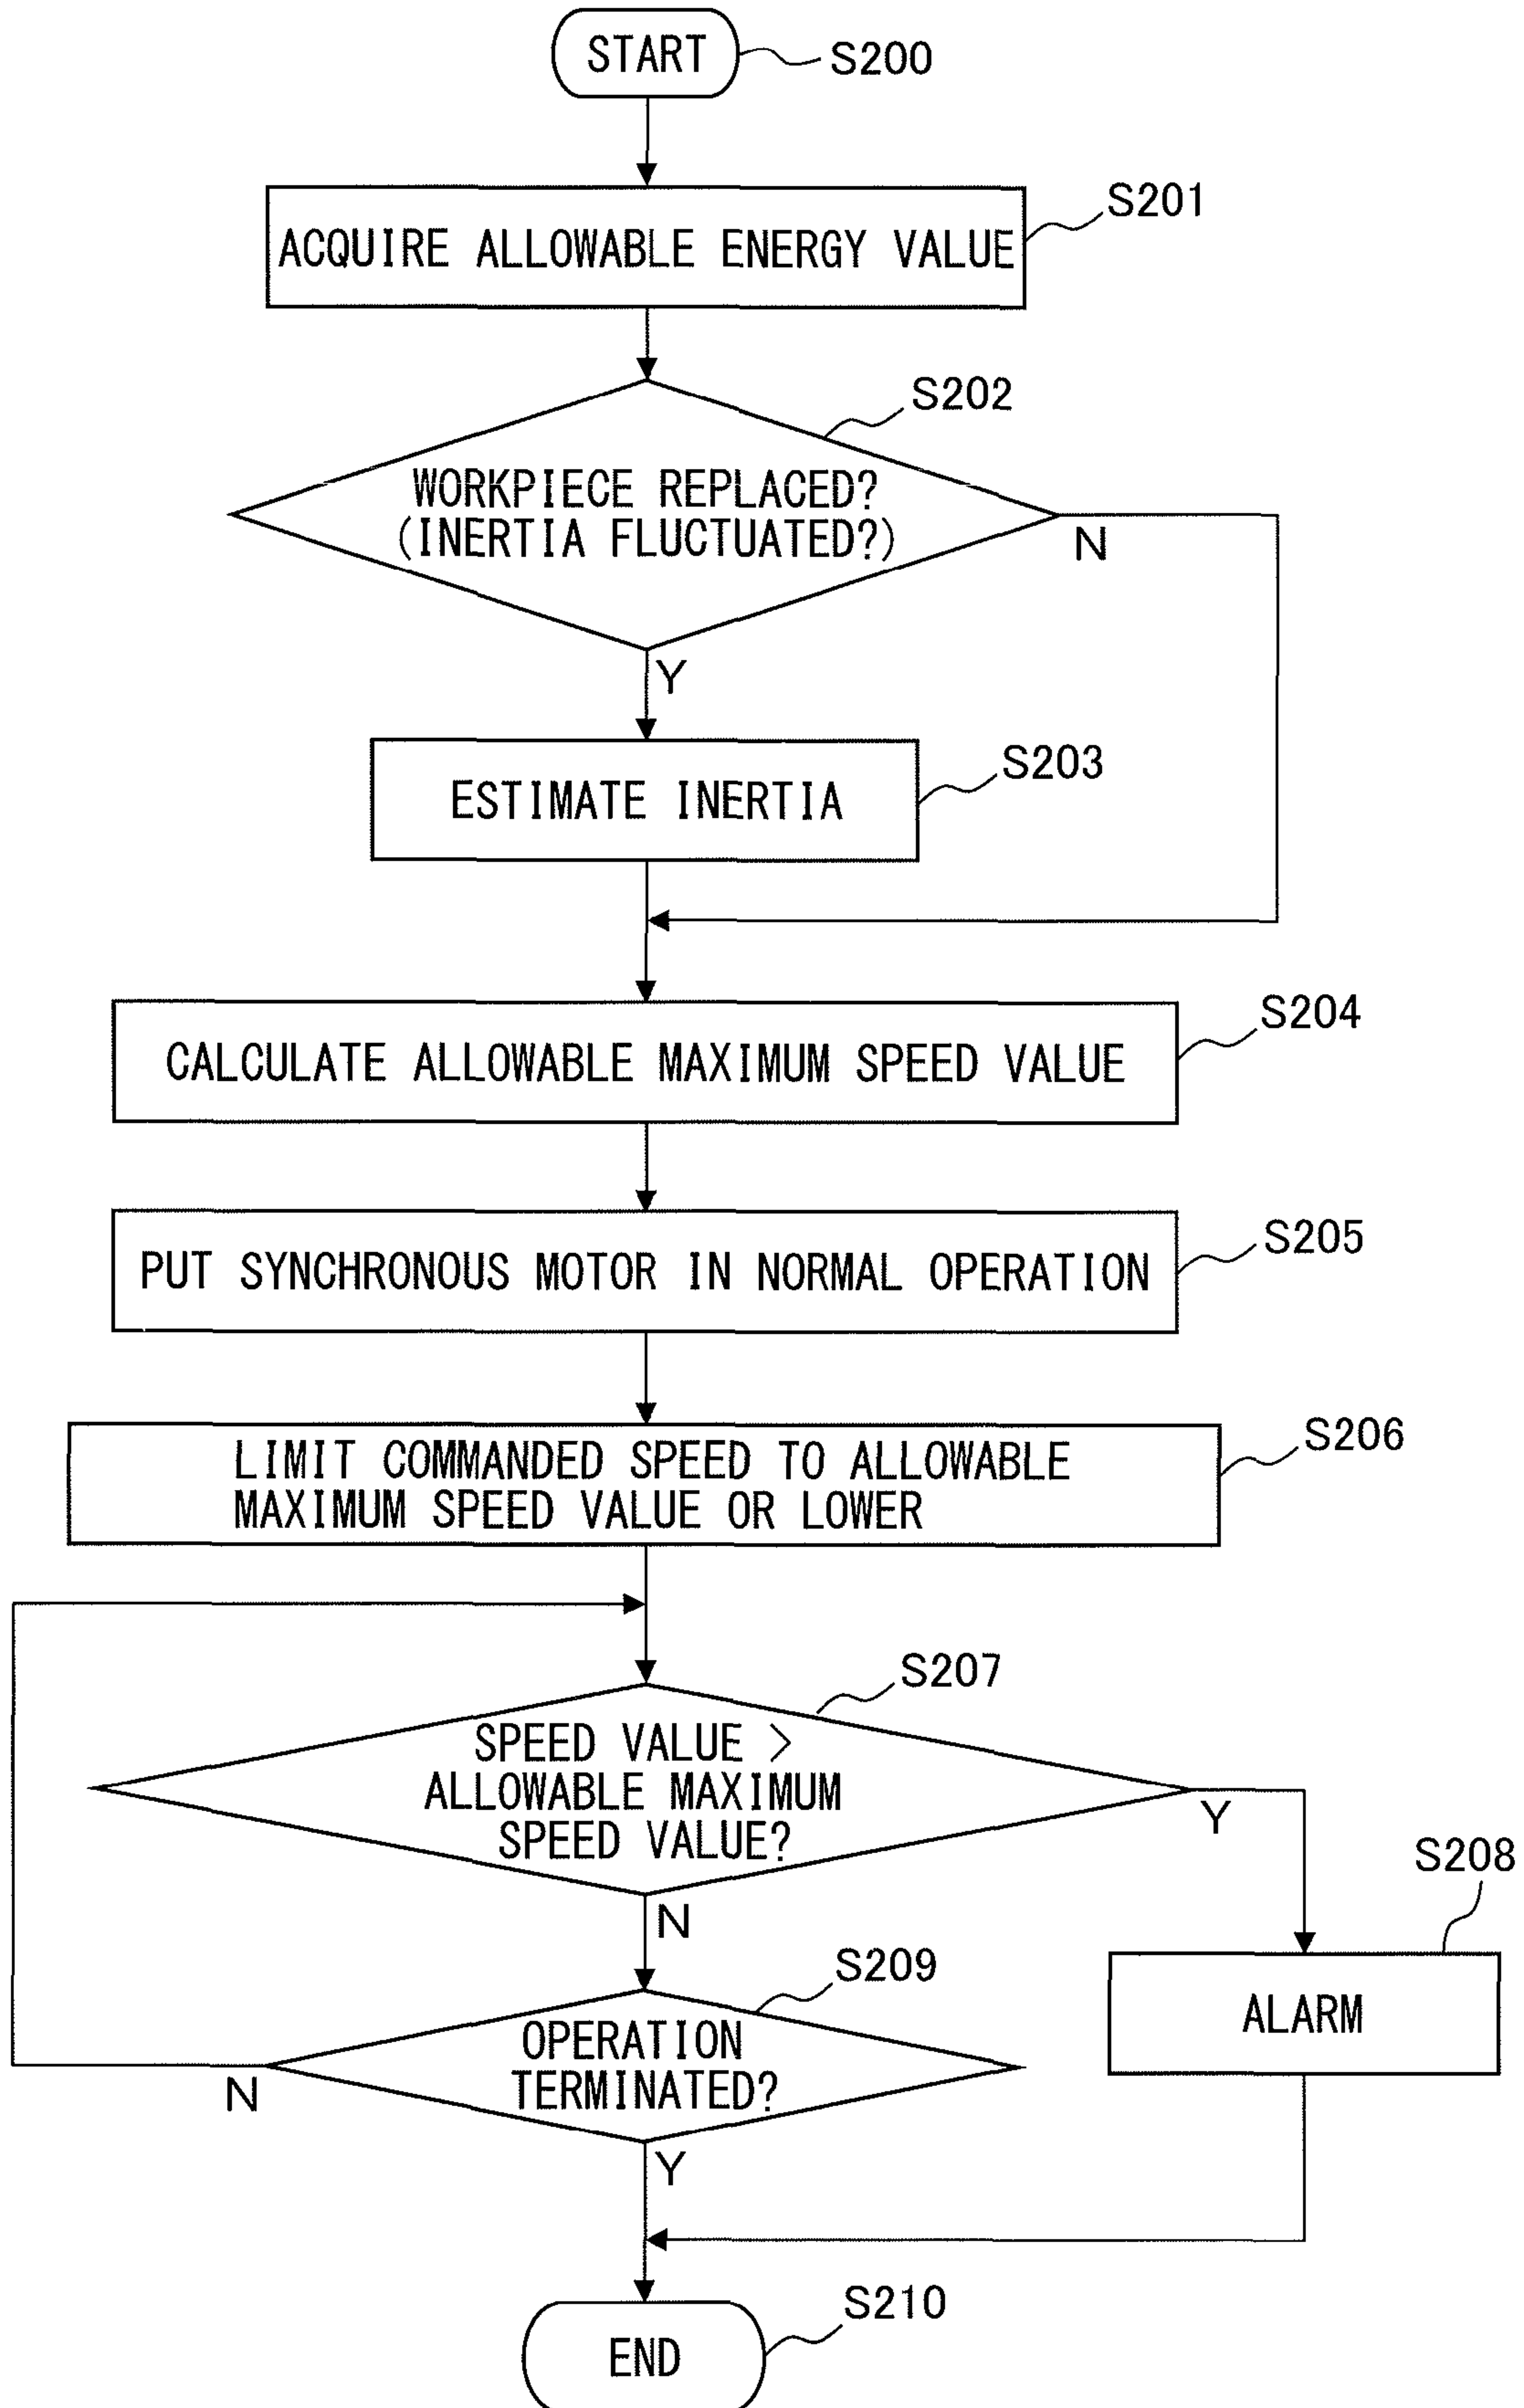 START
S200
ACQUIRE ALLOWABLE ENERGY VALUE
S201
S202
WORKPIECE REPLACED?
(INERTIA FLUCTUATED?)
N
Y
ESTIMATE INERTIA
S203
CALCULATE ALLOWABLE MAXIMUM SPEED VALUE
S204
PUT SYNCHRONOUS MOTOR IN NORMAL OPERATION
S205
LIMIT COMMANDED SPEED TO ALLOWABLE
MAXIMUM SPEED VALUE OR LOWER
S206
S207
SPEED VALUE >
ALLOWABLE MAXIMUM
SPEED VALUE?
Y
N
S208
ALARM
S209
OPERATION
TERMINATED?
N
Y
S210
END